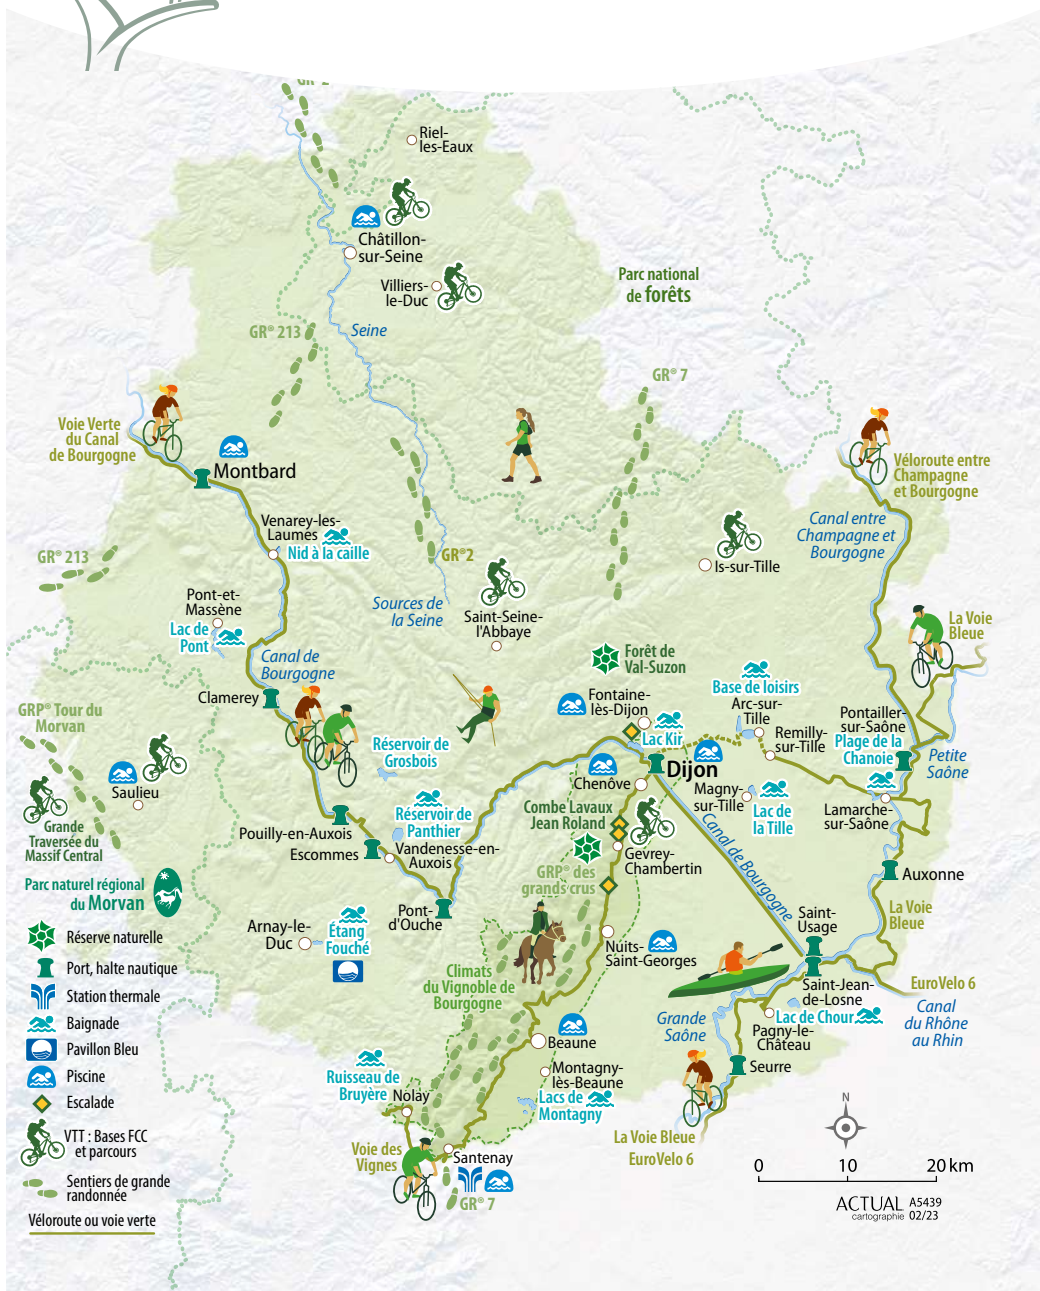 GR® 2
Riel-
les-Eaux
Châtillon-
sur-Seine
Villiers-
le-Duc
Parc national
de forêts
Seine
GR® 213
GR® 7
Voie Verte
du Canal
de Bourgogne
Montbard
Véloroute entre
Champagne
et Bourgogne
Canal entre
Champagne et
Bourgogne
Venarey-les-
Laumes
Nid à la caille
GR® 213
GR®2
Is-sur-Tille
Pont-et-
Massène
Lac de
Pont
Sources de
la Seine
Saint-Seine-
l'Abbaye
La Voie
Bleue
Canal de
Bourgogne
Forêt de
Val-Suzon
Clamerey
Base de loisirs
Arc-sur-
Tille
Fontaine-
lès-Dijon
GRP® Tour du
Morvan
Lac Kir
Remilly-
sur-Tille
Pontailler-
sur-Saône
Plage de la
Chanoie
Petite
Saône
Réservoir de
Grosbois
Dijon
Chenôve
Saulieu
Magny-
sur-Tille
Lac de
la Tille
Lamarche-
sur-Saône
Réservoir de
Panthier
Combe Lavaux
Jean Roland
Grande
Traversée du
Massif Central
Pouilly-en-Auxois
Escommes
Vandenesse-en-
Auxois
Gevrey-
Chambertin
Canal de Bourgogne
GRP® des
grands crus
Auxonne
Parc naturel régional
du Morvan
Pont-
d'Ouche
La Voie
Bleue
Arnay-le-
Duc
Étang
Fouché
Saint-
Usage
Nuits-
Saint-Georges
Climats
du Vignoble de
Bourgogne
Saint-Jean-
de-Losne
EuroVelo 6
Canal
du Rhône
au Rhin
Lac de Chour
Grande
Saône
Pagny-le-
Château
Beaune
Seurre
Ruisseau de
Bruyère
Montagny-
lès-Beaune
Lacs de
Montagny
Nolay
La Voie Bleue
EuroVelo 6
Voie des
Vignes
Santenay
GR® 7
Réserve naturelle
Port, halte nautique
Station thermale
Baignade
Pavillon Bleu
Piscine
Escalade
VTT : Bases FCC
et parcours
Sentiers de grande
randonnée
Véloroute ou voie verte
N
0 10 20 km
ACTUAL A5439
cartographie 02/23